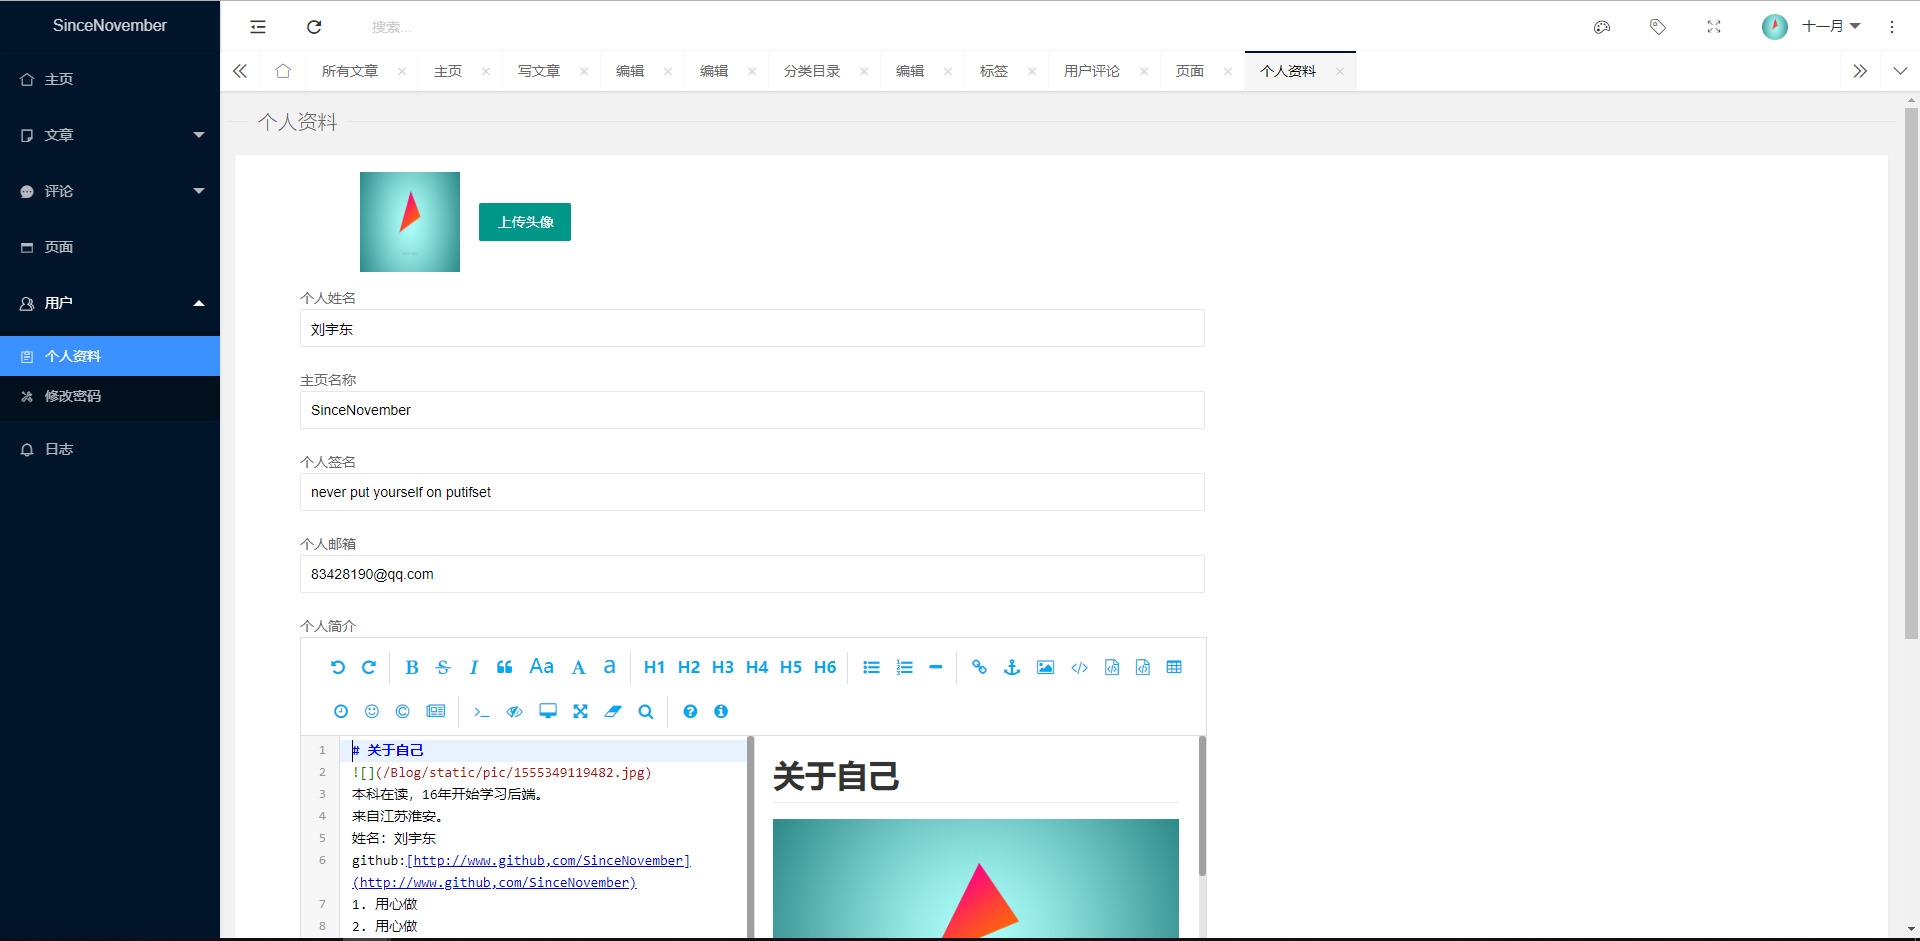 SinceNovember
搜索...
十一月
主页
文章
评论
页面
用户
个人资料
修改密码
日志
所有文章
主页
写文章
编辑
编辑
分类目录
编辑
标签
用户评论
页面
个人资料
个人资料
上传头像
个人姓名
刘宇东
主页名称
SinceNovember
个人签名
never put yourself on putifset
个人邮箱
83428190@qq.com
个人简介
B S I Aa A a H1 H2 H3 H4 H5 H6
1 # 关于自己
2 ![](/Blog/static/pic/1555349119482.jpg)
3 本科在读，16年开始学习后端。
4 来自江苏淮安。
5 姓名：刘宇东
6 github:[http://www.github,com/SinceNovember]
(http://www.github,com/SinceNovember)
7 1. 用心做
8 2. 用心做
关于自己